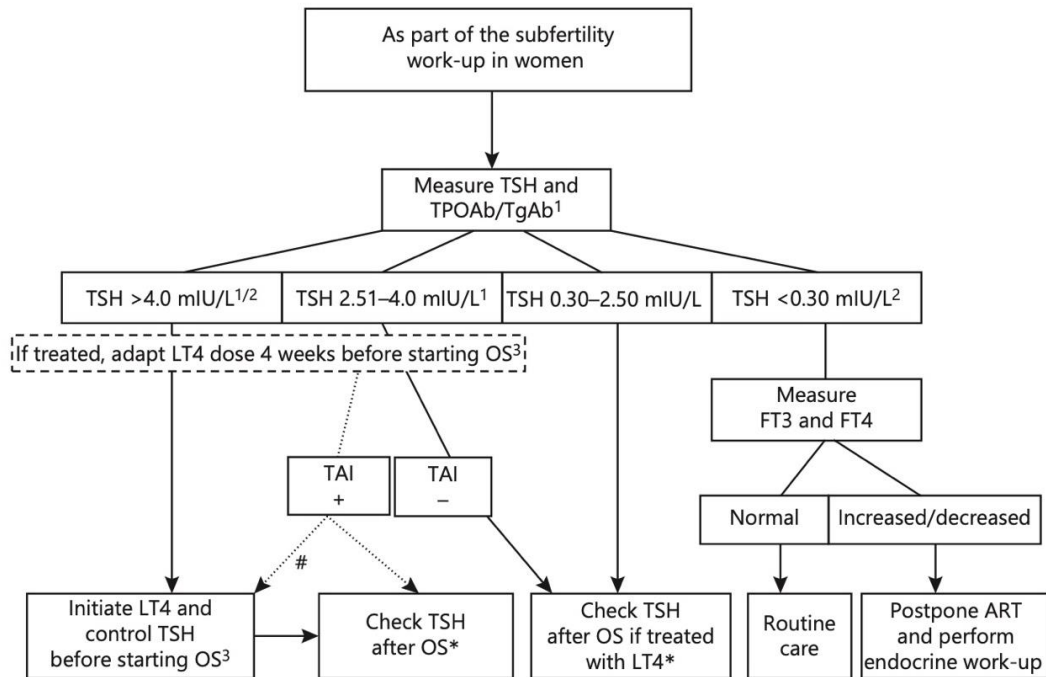 As part of the subfertility
work-up in women
Measure TSH and
TPOAb/TgAb¹
TSH >4.0 mIU/L¹/²
TSH 2.51–4.0 mIU/L¹
TSH 0.30–2.50 mIU/L
TSH <0.30 mIU/L²
If treated, adapt LT4 dose 4 weeks before starting OS³
Measure
FT3 and FT4
TAI
+
TAI
–
Normal
Increased/decreased
#
Initiate LT4 and
control TSH
before starting OS³
Check TSH
after OS*
Check TSH
after OS if treated
with LT4*
Routine
care
Postpone ART
and perform
endocrine work-up